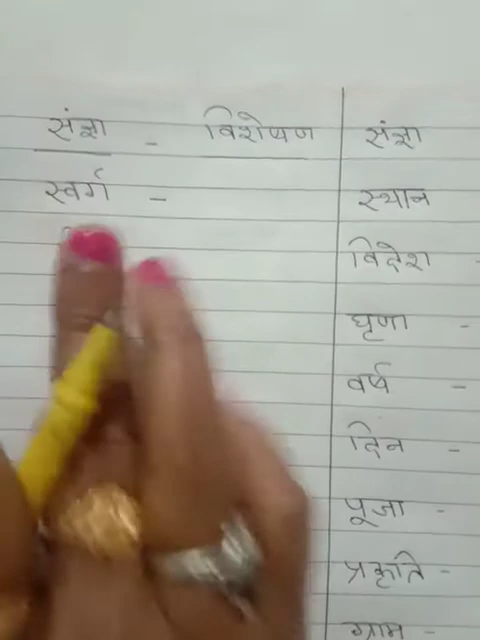 संज्ञा - विशेषण
स्वर्ग -
संज्ञा
स्थान
विदेश -
घृणा -
वर्ष -
दिन -
पूजा -
प्रकृति -
ग्राम -